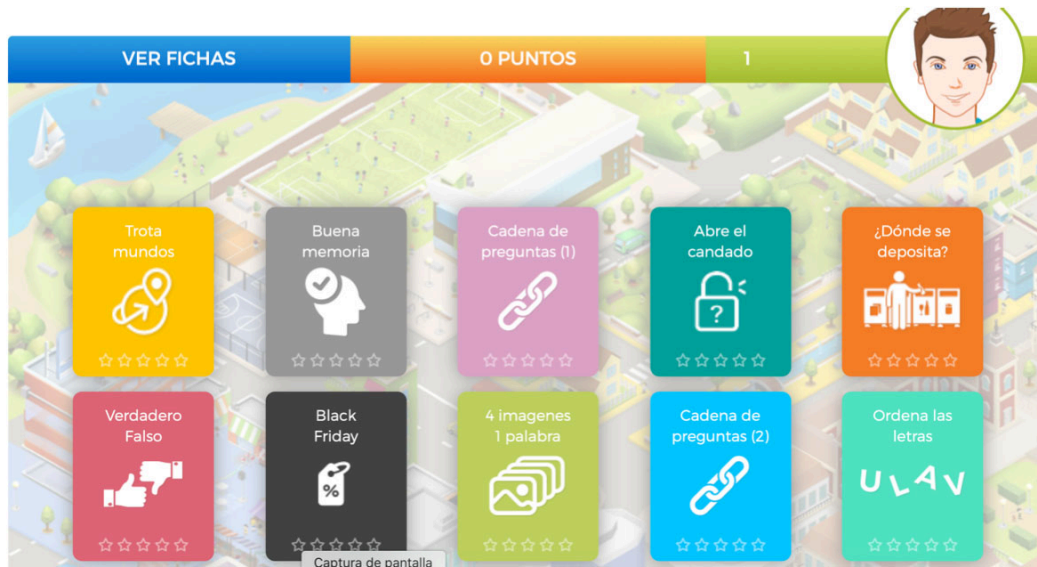 VER FICHAS
0 PUNTOS
1
Trota
mundos
Buena
memoria
Cadena de
preguntas (1)
Abre el
candado
?
¿Dónde se
deposita?
Verdadero
Falso
Black
Friday
%
4 imagenes
1 palabra
Cadena de
preguntas (2)
Ordena las
letras
ULAV
Captura de pantalla